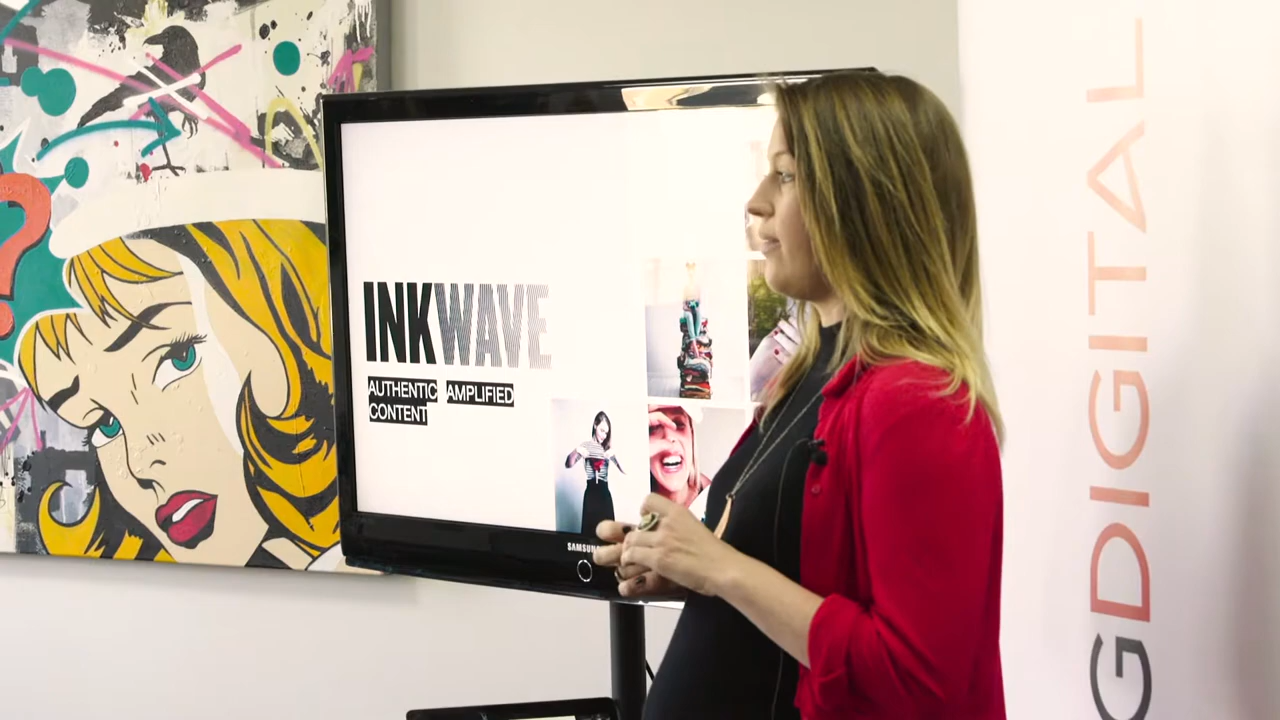 INKWAVE
AUTHENTIC AMPLIFIED
CONTENT
SAMSUNG
GDIGITAL
?